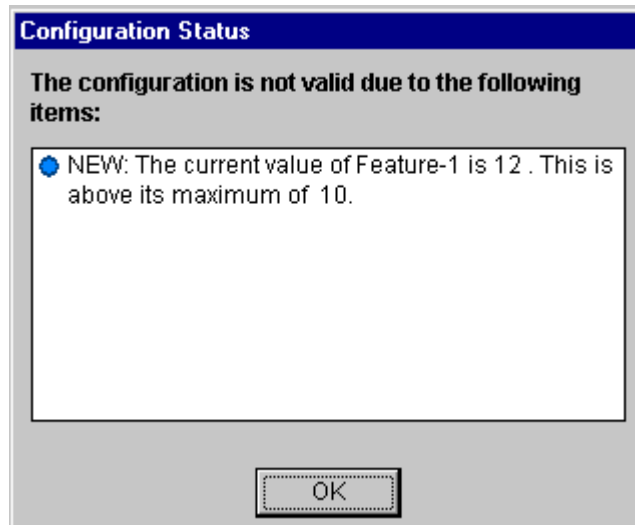 Configuration Status
The configuration is not valid due to the following
items:
NEW: The current value of Feature-1 is 12 . This is
above its maximum of 10.
OK